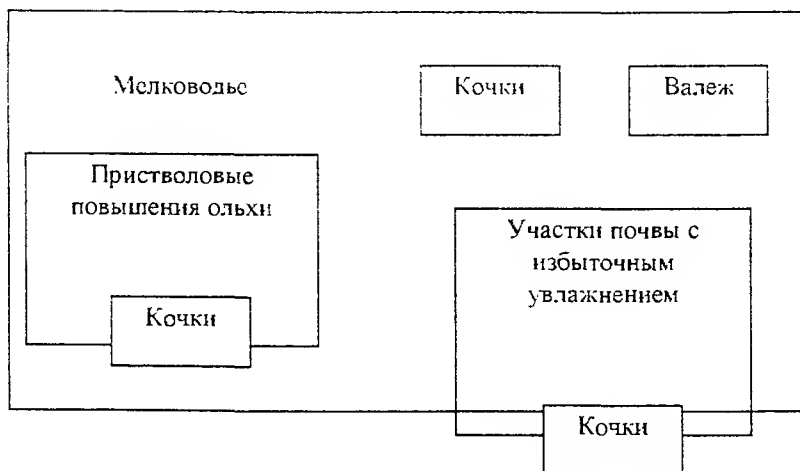 Мелководье
Кочки
Валеж
Пристволовые
повышения ольхи
Кочки
Участки почвы с
избыточным
увлажнением
Кочки